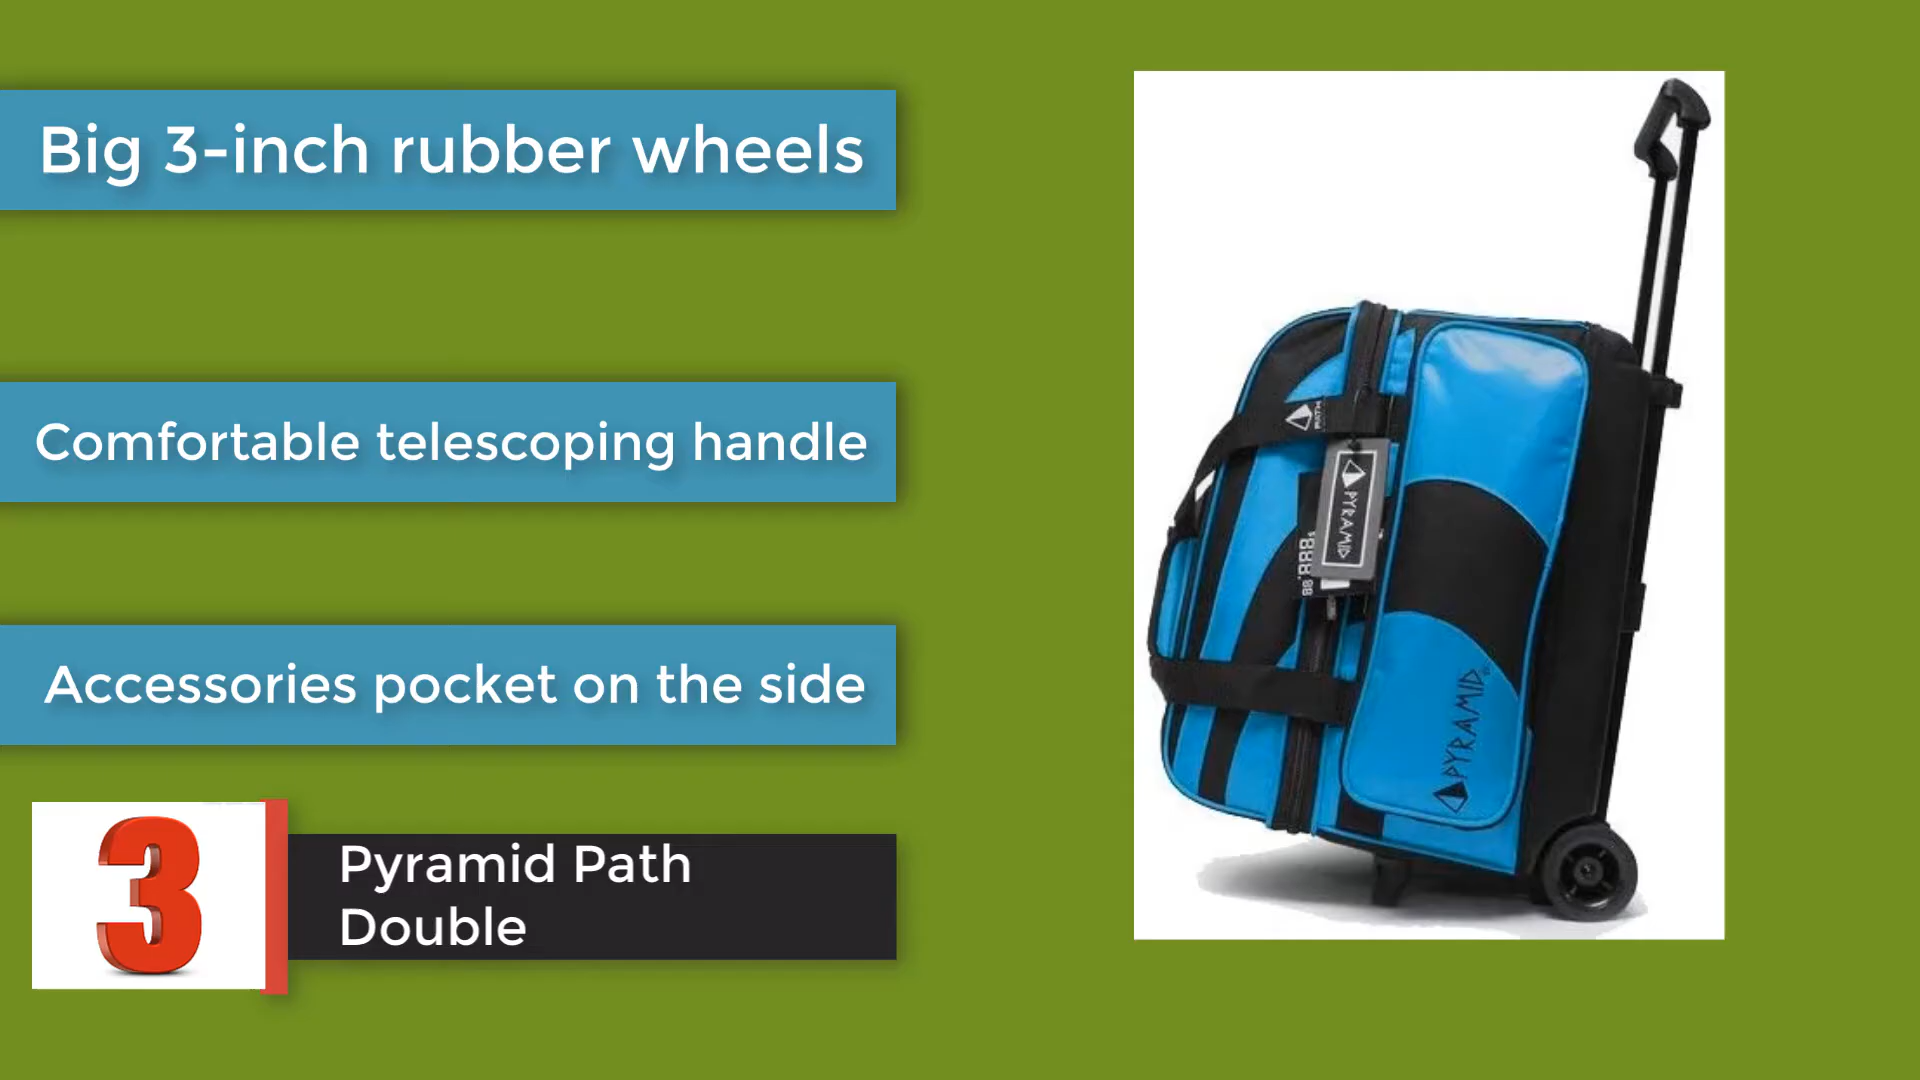 Big 3-inch rubber wheels
Comfortable telescoping handle
Accessories pocket on the side
3
Pyramid Path
Double
PATH
PYRAMID
PYRAMID